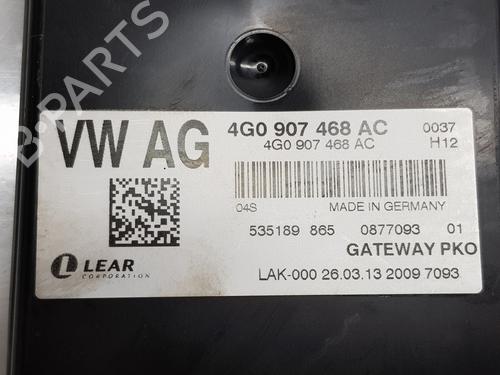 B-PARTS
VW AG
4G0 907 468 AC 0037
4G0 907 468 AC H12
04S MADE IN GERMANY
535189 865 0877093 01
GATEWAY PKO
LEAR
CORPORATION
LAK-000 26.03.13 2009 7093